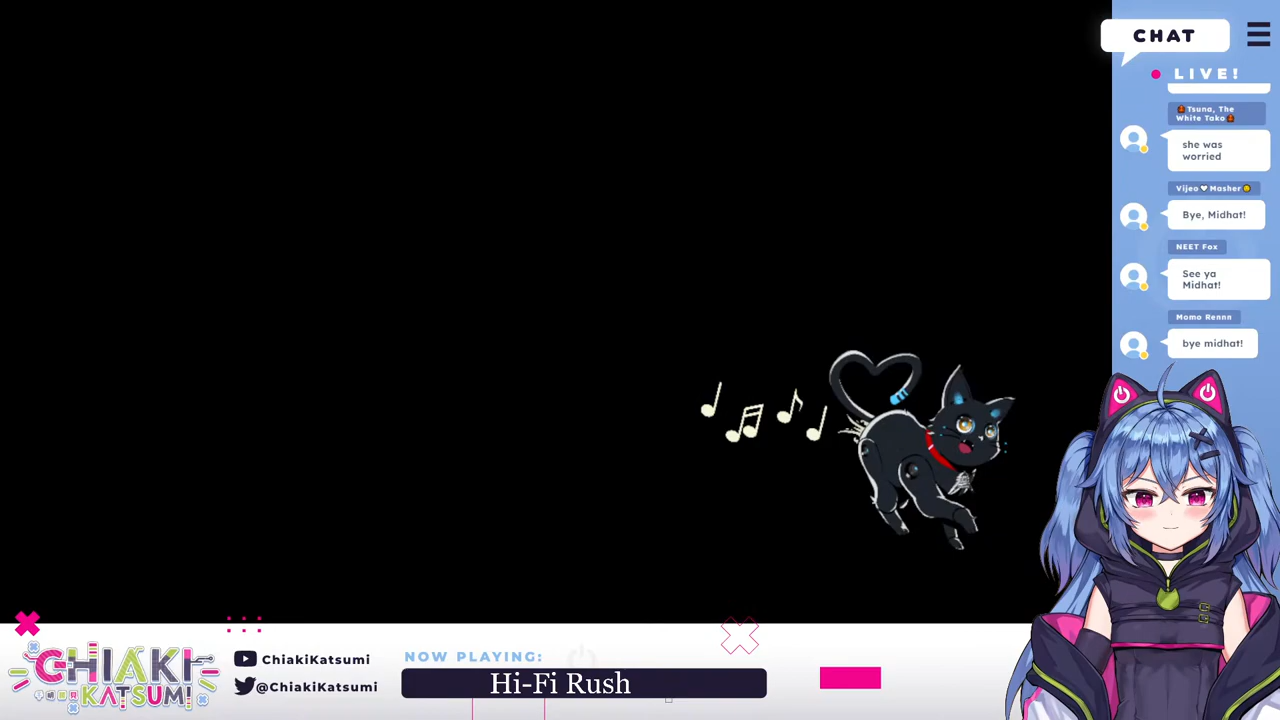 CHAT
LIVE!
Tsuna, The
White Tako
she was
worried
Vijeo🤍Masher
Bye, Midhat!
NEET Fox
See ya
Midhat!
Momo Rennn
bye midhat!
CHIAKI
KATSUMI
ChiakiKatsumi
@ChiakiKatsumi
NOW PLAYING:
Hi-Fi Rush